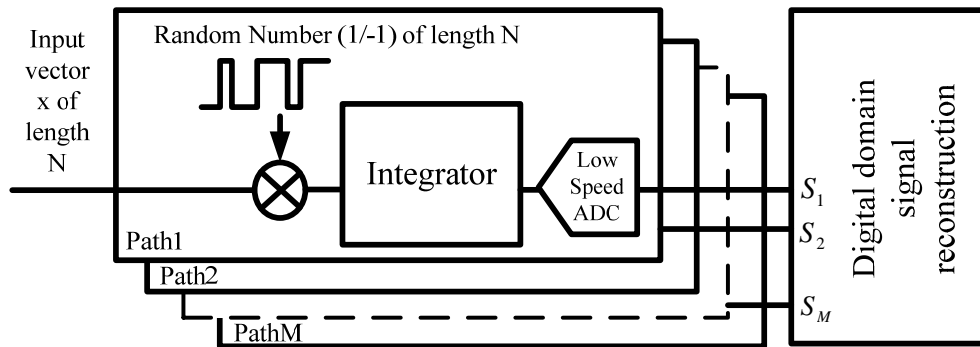 Input
vector
x of
length
N
Random Number (1/-1) of length N
Integrator
Low
Speed
ADC
Path1
Path2
PathM
S1
S2
SM
Digital domain
signal
reconstruction